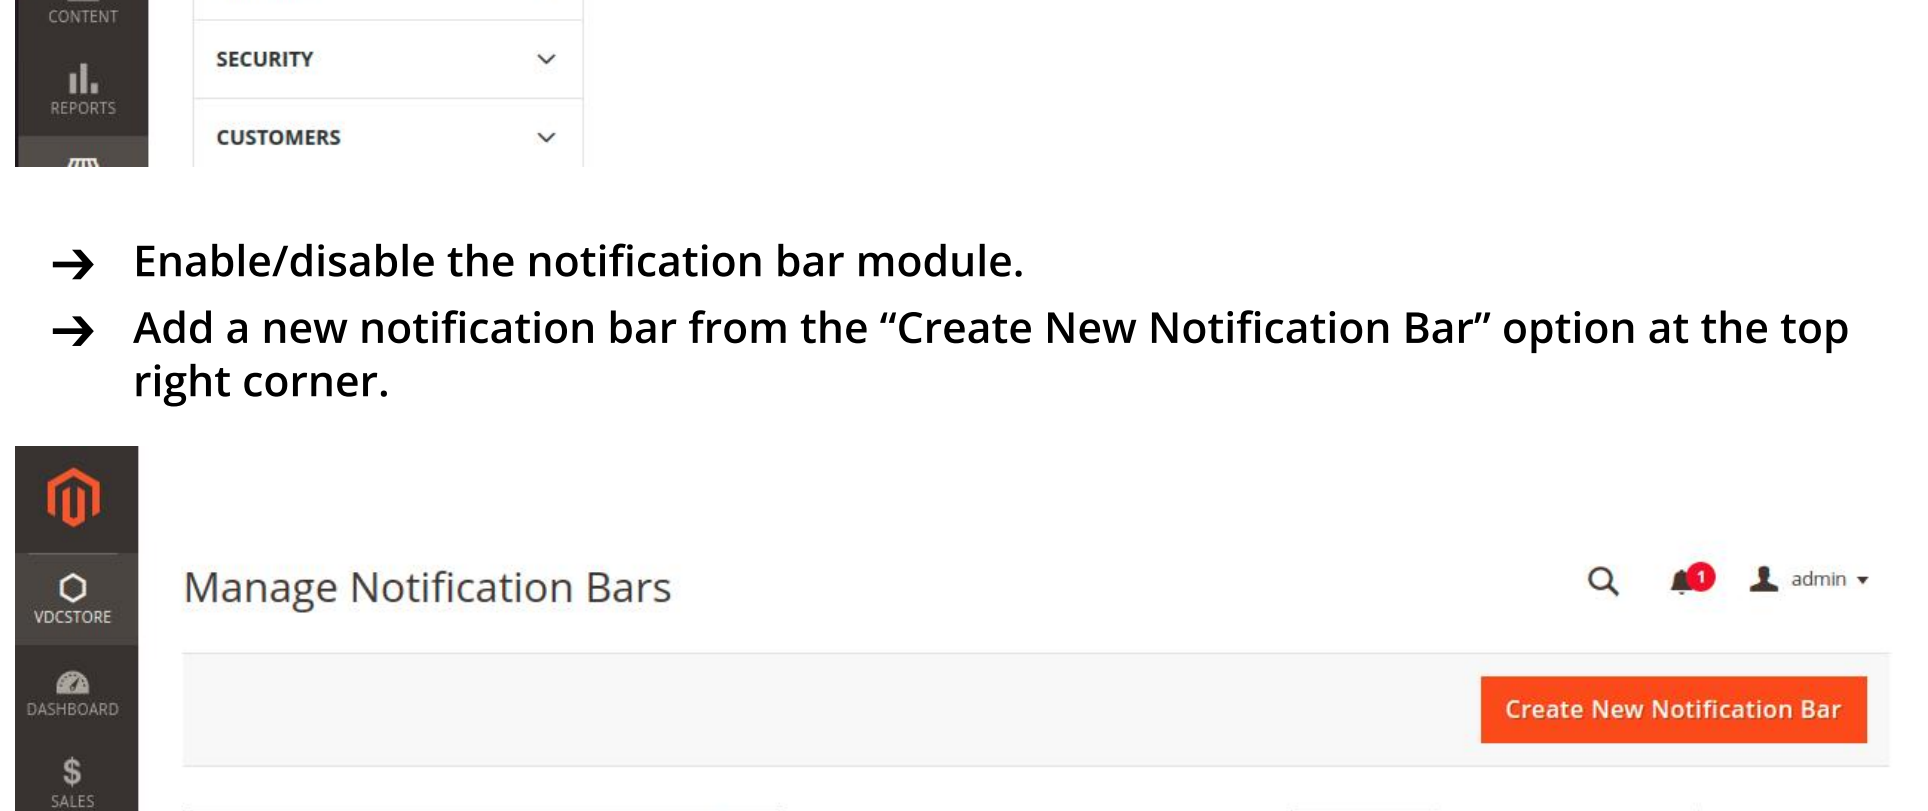 CONTENT
SECURITY
REPORTS
CUSTOMERS
➔ Enable/disable the notification bar module.
➔ Add a new notification bar from the “Create New Notification Bar” option at the top
right corner.
Manage Notification Bars
1
admin
VDCSTORE
DASHBOARD
Create New Notification Bar
$
SALES